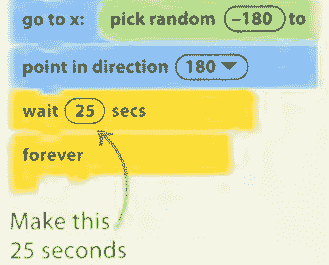 go to x: pick random -180 to
point in direction 180
wait 25 secs
forever
Make this
25 seconds